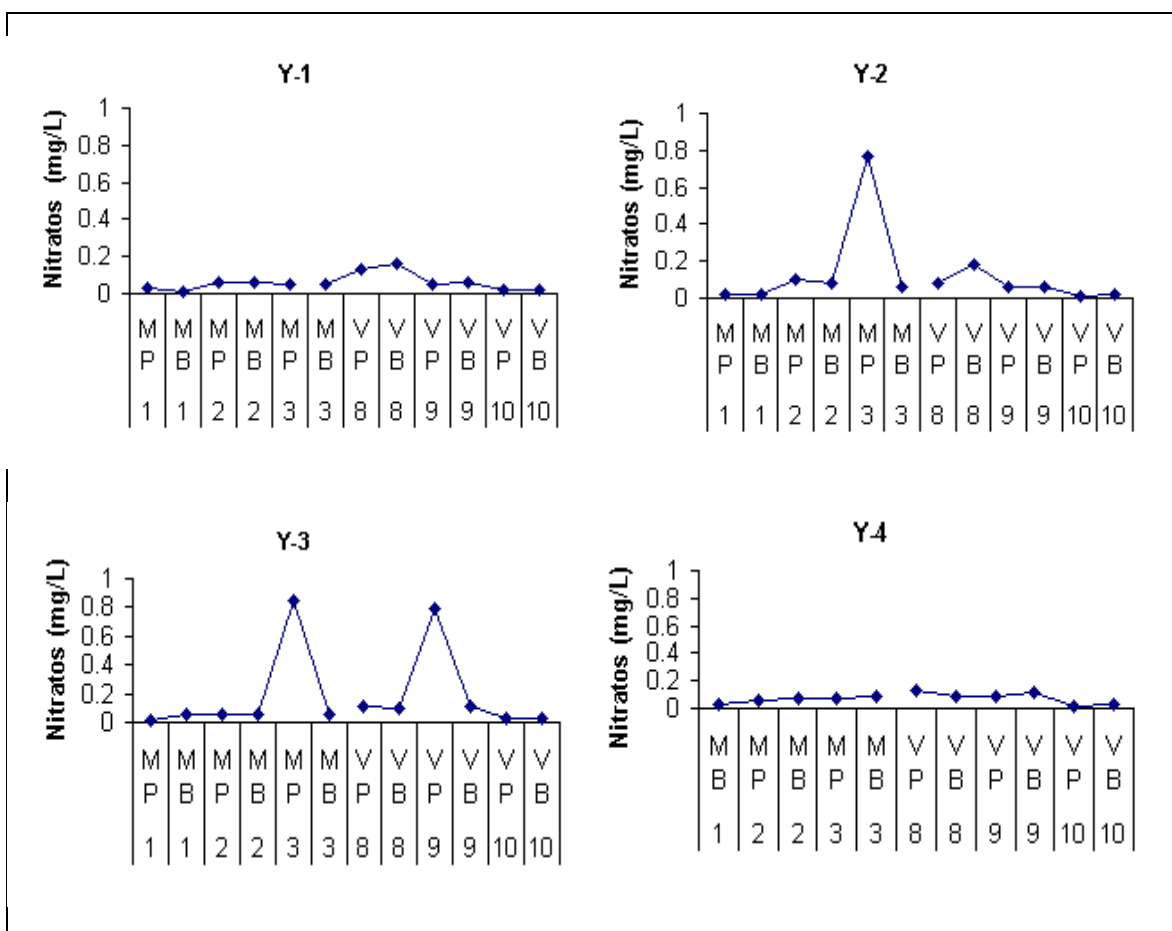 Y-1
Nitratos (mg/L)
1
0.8
0.6
0.4
0.2
0
M M M M M M V V V V V V
P B P B P B P B P B P B
1 1 2 2 3 3 8 8 9 9 10 10
Y-2
Nitratos (mg/L)
1
0.8
0.6
0.4
0.2
0
M M M M M M V V V V V V
P B P B P B P B P B P B
1 1 2 2 3 3 8 8 9 9 10 10
Y-3
Nitratos (mg/L)
1
0.8
0.6
0.4
0.2
0
M M M M M M V V V V V V
P B P B P B P B P B P B
1 1 2 2 3 3 8 8 9 9 10 10
Y-4
Nitratos (mg/L)
1
0.8
0.6
0.4
0.2
0
M M M M M V V V V V V
B P B P B P B P B P B
1 2 2 3 3 8 8 9 9 10 10